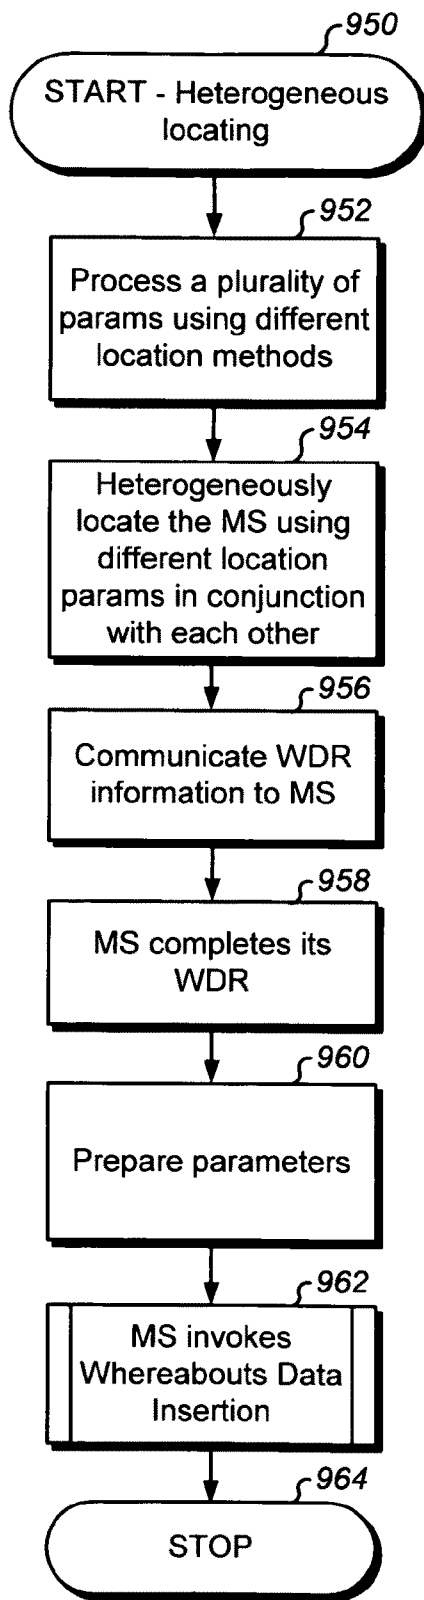 950
START - Heterogeneous
locating
952
Process a plurality of
params using different
location methods
954
Heterogeneously
locate the MS using
different location
params in conjunction
with each other
956
Communicate WDR
information to MS
958
MS completes its
WDR
960
Prepare parameters
962
MS invokes
Whereabouts Data
Insertion
964
STOP